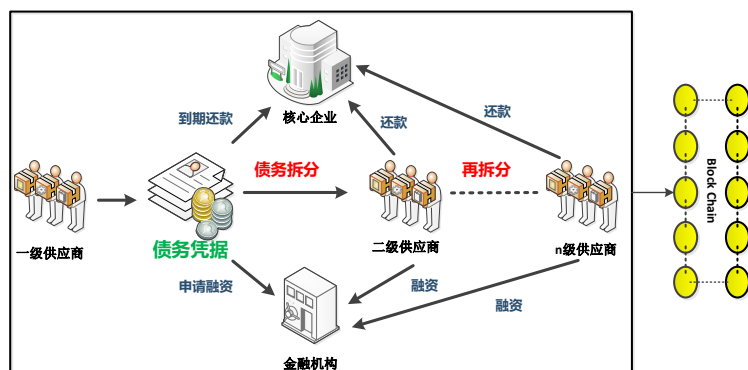 核心企业
到期还款
还款
还款
债务拆分
再拆分
一级供应商
债务凭据
二级供应商
n级供应商
申请融资
融资
融资
金融机构
Block Chain